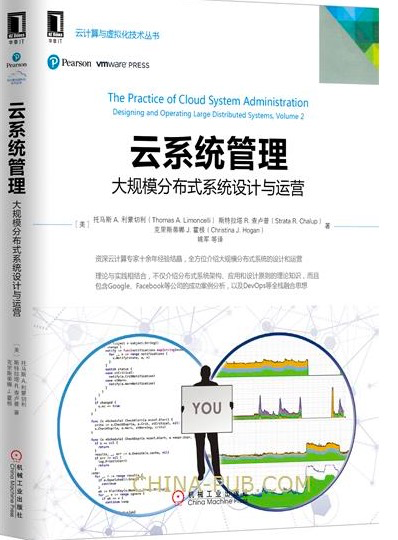 华章IT
云计算与虚拟化技术丛书
Pearson
vmware PRESS
The Practice of Cloud System Administration
Designing and Operating Large Distributed Systems, Volume 2
云系统管理
大规模分布式系统设计与运营
[美] 托马斯 A. 利蒙切利(Thomas A. Limoncelli) 斯特拉塔 R. 查卢普(Strata R. Chalup)
克里斯蒂娜 J. 霍根(Christina J. Hogan) 著
姚军 等译
资深云计算专家十余年经验结晶,全方位介绍大规模分布式系统的设计和运营
理论与实践相结合,不仅介绍分布式系统架构、应用和设计原则的理论知识,而且
包含Google、Facebook等公司的成功案例分析,以及DevOps等全栈融合思想
YOU
CHINA-PUB.COM
机械工业出版社
China Machine Press
华章IT
Pearson
云系统管理
大规模分布式系统设计与运营
[美] 托马斯 A. 利蒙切利
斯特拉塔 R. 查卢普
克里斯蒂娜 J. 霍根 著
机械工业出版社
China Machine Press